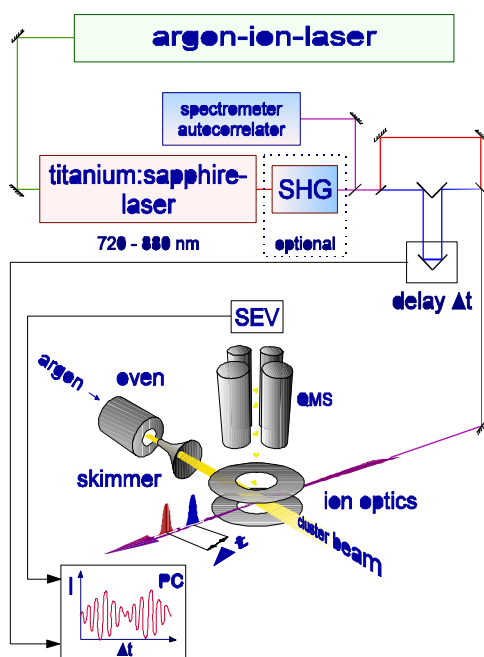 argon-ion-laser
spectrometer
autocorrelator
titanium:sapphire-
laser
SHG
720 - 880 nm
optional
delay Δt
SEV
argon
oven
QMS
skimmer
ion optics
cluster beam
Δt
I
PC
Δt